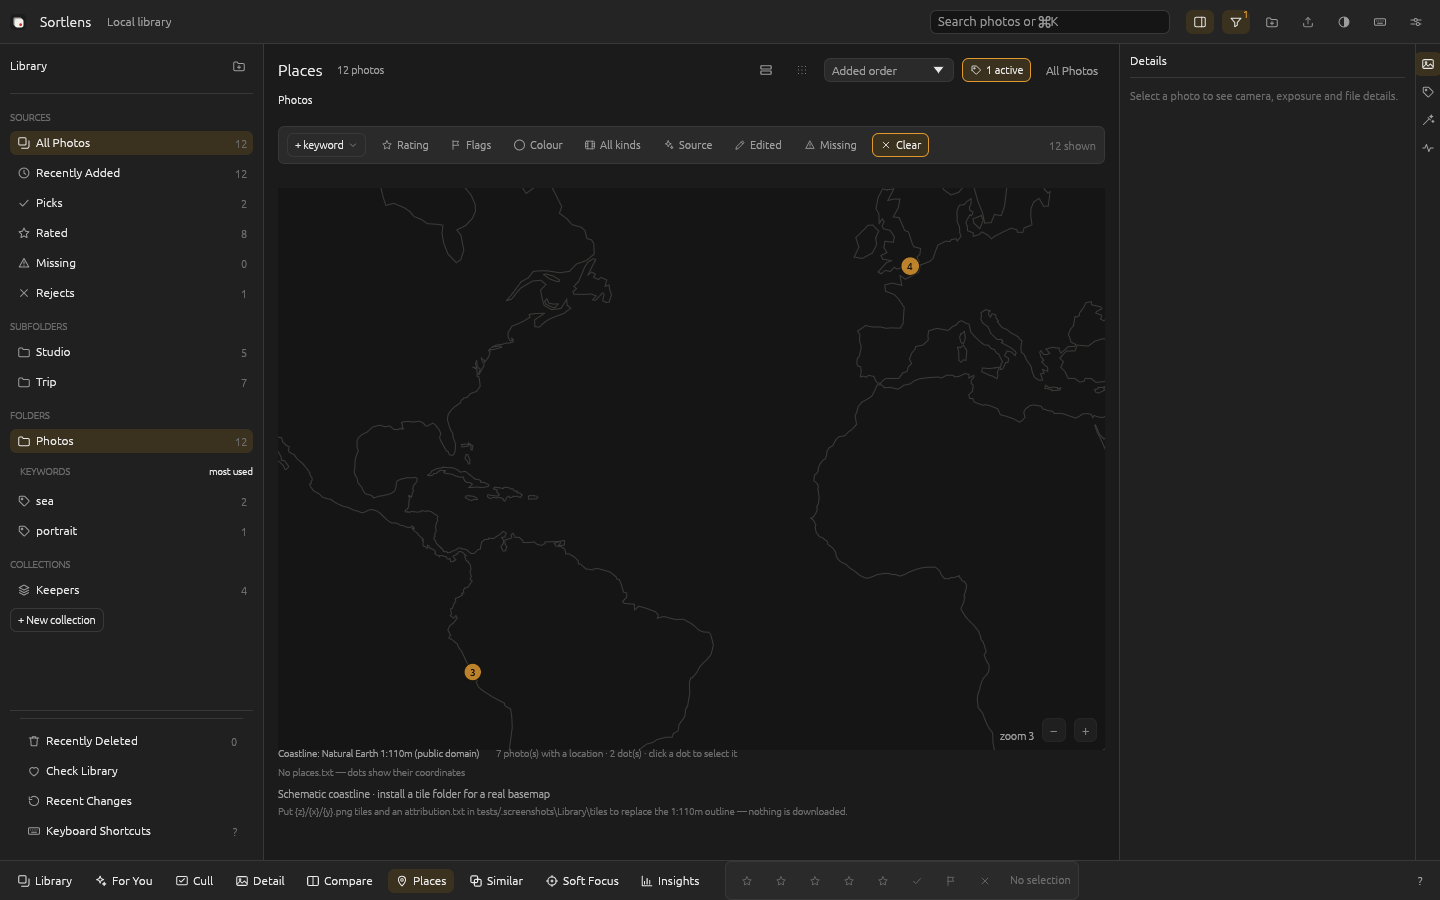 Sortlens Local library Search photos or ⌘K 1
Library
SOURCES
All Photos 12
Recently Added 12
Picks 2
Rated 8
Missing 0
Rejects 1
SUBFOLDERS
Studio 5
Trip 7
FOLDERS
Photos 12
KEYWORDS most used
sea 2
portrait 1
COLLECTIONS
Keepers 4
+ New collection
Recently Deleted 0
Check Library
Recent Changes
Keyboard Shortcuts ?
Places 12 photos Added order 1 active All Photos
Photos
+ keyword Rating Flags Colour All kinds Source Edited Missing Clear 12 shown
4
3
zoom 3 − +
Coastline: Natural Earth 1:110m (public domain) 7 photo(s) with a location · 2 dot(s) · click a dot to select it
No places.txt — dots show their coordinates
Schematic coastline · install a tile folder for a real basemap
Put {z}/{x}/{y}.png tiles and an attribution.txt in tests/.screenshots\Library\tiles to replace the 1:110m outline — nothing is downloaded.
Details
Select a photo to see camera, exposure and file details.
Library For You Cull Detail Compare Places Similar Soft Focus Insights No selection ?